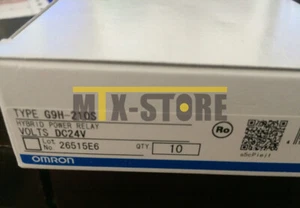 TYPE G9H-210S
HYBRID POWER RELAY
VOLTS DC24V
Lot No. 26515E6
QTY 10
OMRON
Ro
MTX-STORE